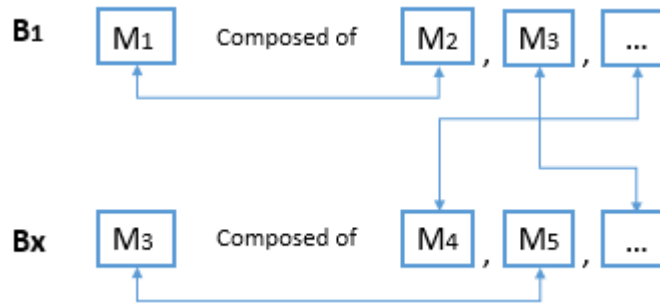 B1 M1 Composed of M2 , M3 , ...
Bx M3 Composed of M4 , M5 , ...